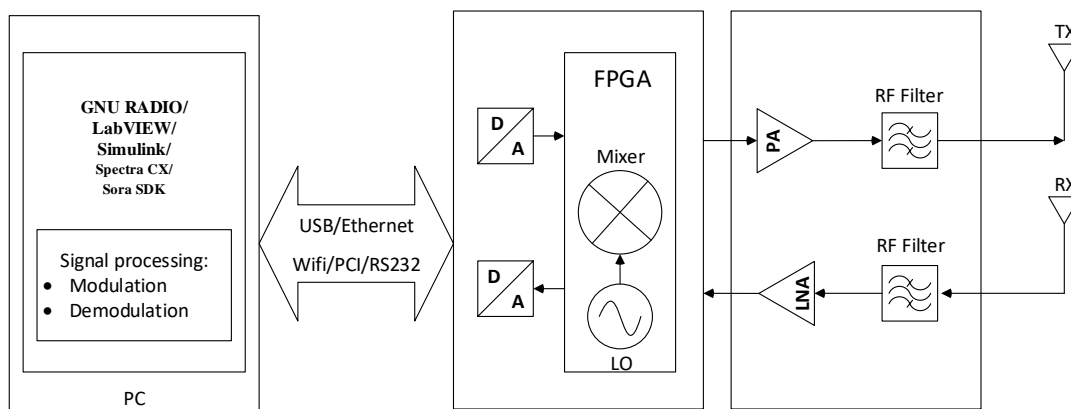 GNU RADIO/
LabVIEW/
Simulink/
Spectra CX/
Sora SDK
Signal processing:
• Modulation
• Demodulation
PC
USB/Ethernet
Wifi/PCI/RS232
D
A
D
A
FPGA
Mixer
LO
PA
RF Filter
TX
LNA
RF Filter
RX